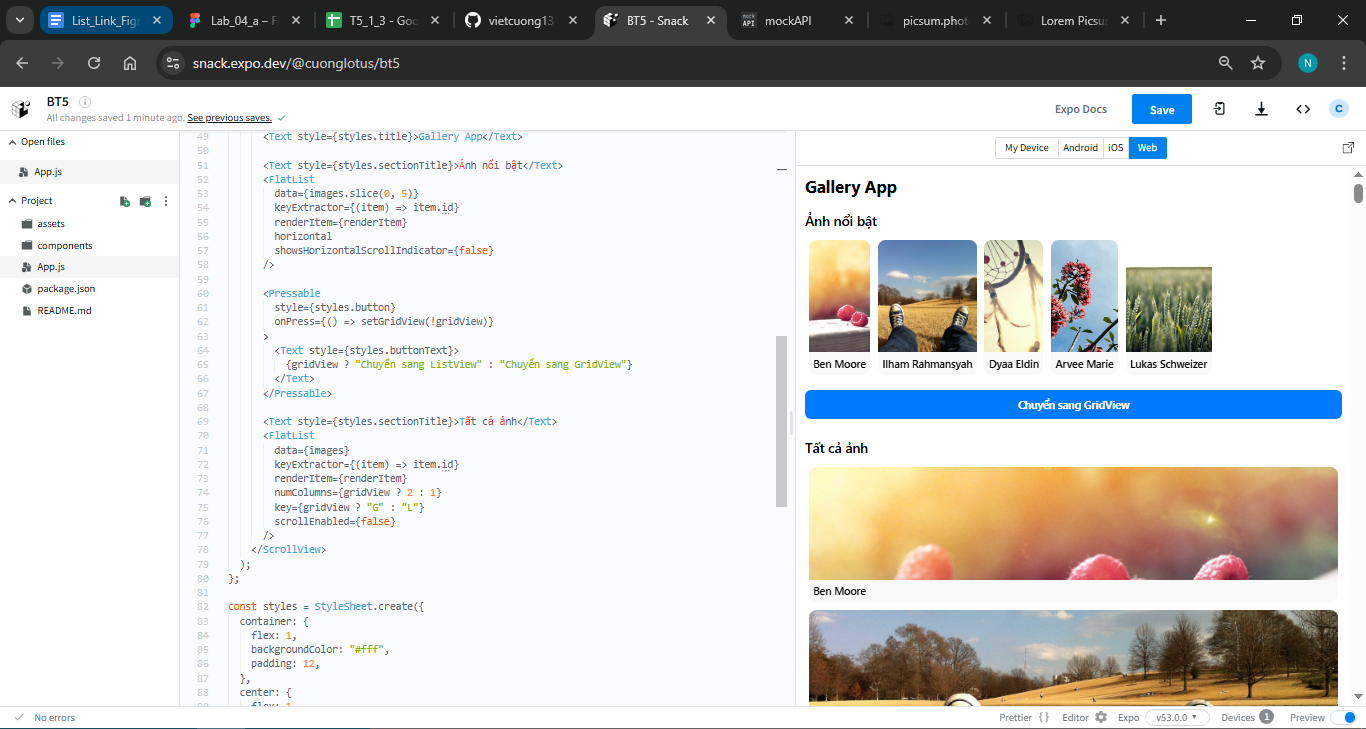 List_Link_Fig
Lab_04_a – Fi
T5_1_3 - Goo
vietcuong13
BT5 - Snack
mock API
mockAPI
picsum.phot
Lorem Picsum
snack.expo.dev/@cuonglotus/bt5
N
BT5
All changes saved 1 minute ago. See previous saves.
Expo Docs
Save
C
Open files
App.js
Project
assets
components
App.js
package.json
README.md
49 <Text style={styles.title}>Gallery App</Text>
50
51 <Text style={styles.sectionTitle}>Ảnh nổi bật</Text>
52 <FlatList
53 data={images.slice(0, 5)}
54 keyExtractor={(item) => item.id}
55 renderItem={renderItem}
56 horizontal
57 showsHorizontalScrollIndicator={false}
58 />
59
60 <Pressable
61 style={styles.button}
62 onPress={() => setGridView(!gridView)}
63 >
64 <Text style={styles.buttonText}>
65 {gridView ? "Chuyển sang ListView" : "Chuyển sang GridView"}
66 </Text>
67 </Pressable>
68
69 <Text style={styles.sectionTitle}>Tất cả ảnh</Text>
70 <FlatList
71 data={images}
72 keyExtractor={(item) => item.id}
73 renderItem={renderItem}
74 numColumns={gridView ? 2 : 1}
75 key={gridView ? "G" : "L"}
76 scrollEnabled={false}
77 />
78 </ScrollView>
79 );
80 };
81
82 const styles = StyleSheet.create({
83 container: {
84 flex: 1,
85 backgroundColor: "#fff",
86 padding: 12,
87 },
88 center: {
My Device
Android
iOS
Web
Gallery App
Ảnh nổi bật
Ben Moore
Ilham Rahmansyah
Dyaa Eldin
Arvee Marie
Lukas Schweizer
Chuyển sang GridView
Tất cả ảnh
Ben Moore
No errors
Prettier { }
Editor
Expo
v53.0.0
Devices 1
Preview